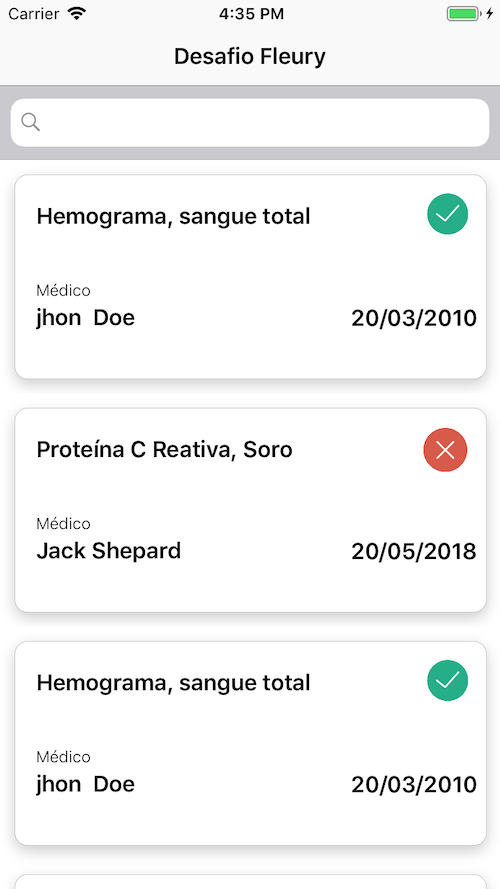 Carrier 4:35 PM
Desafio Fleury
Hemograma, sangue total
Médico
jhon  Doe 20/03/2010
Proteína C Reativa, Soro
Médico
Jack Shepard 20/05/2018
Hemograma, sangue total
Médico
jhon  Doe 20/03/2010